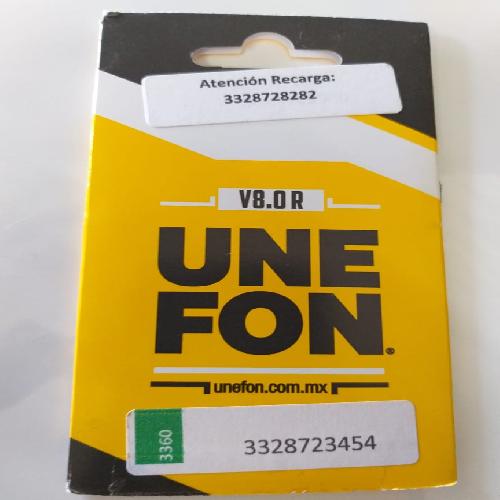 Atención Recarga:
3328728282
V8.0 R
UNE
FON®
unefon.com.mx
3360
3328723454